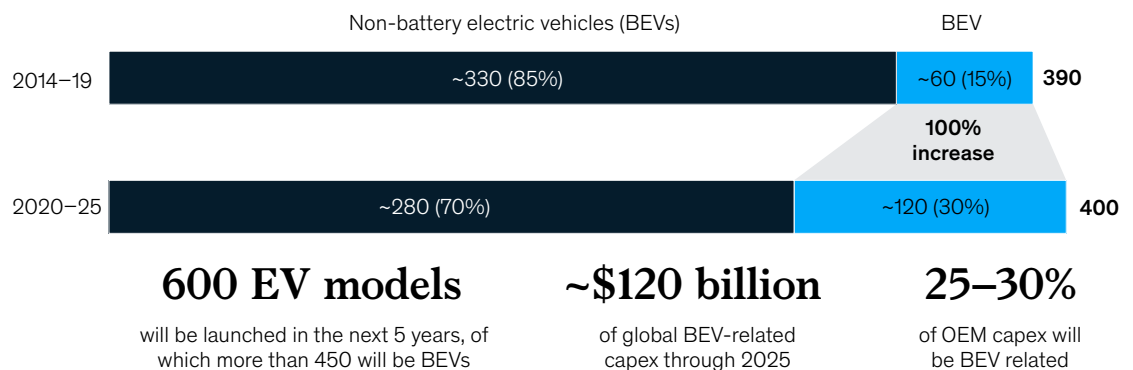 Non-battery electric vehicles (BEVs)
BEV
2014–19
~330 (85%)
~60 (15%)
390
100%
increase
2020–25
~280 (70%)
~120 (30%)
400
600 EV models
will be launched in the next 5 years, of
which more than 450 will be BEVs
~$120 billion
of global BEV-related
capex through 2025
25–30%
of OEM capex will
be BEV related